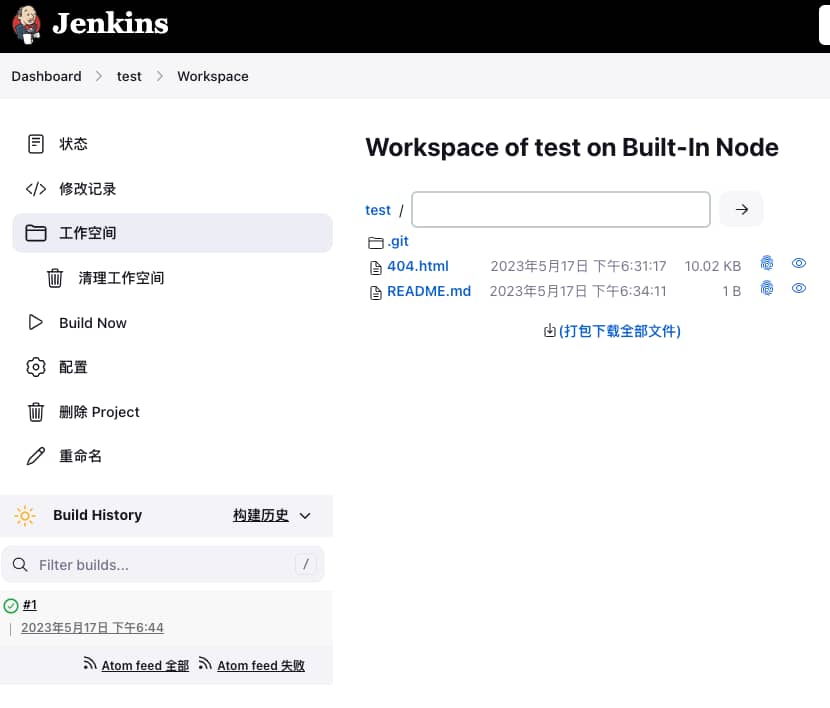 Jenkins
Dashboard test Workspace
状态
修改记录
工作空间
清理工作空间
Build Now
配置
删除 Project
重命名
Build History 构建历史
Filter builds... /
#1
2023年5月17日 下午6:44
Atom feed 全部 Atom feed 失败
Workspace of test on Built-In Node
test /
.git
404.html 2023年5月17日 下午6:31:17 10.02 KB
README.md 2023年5月17日 下午6:34:11 1 B
(打包下载全部文件)